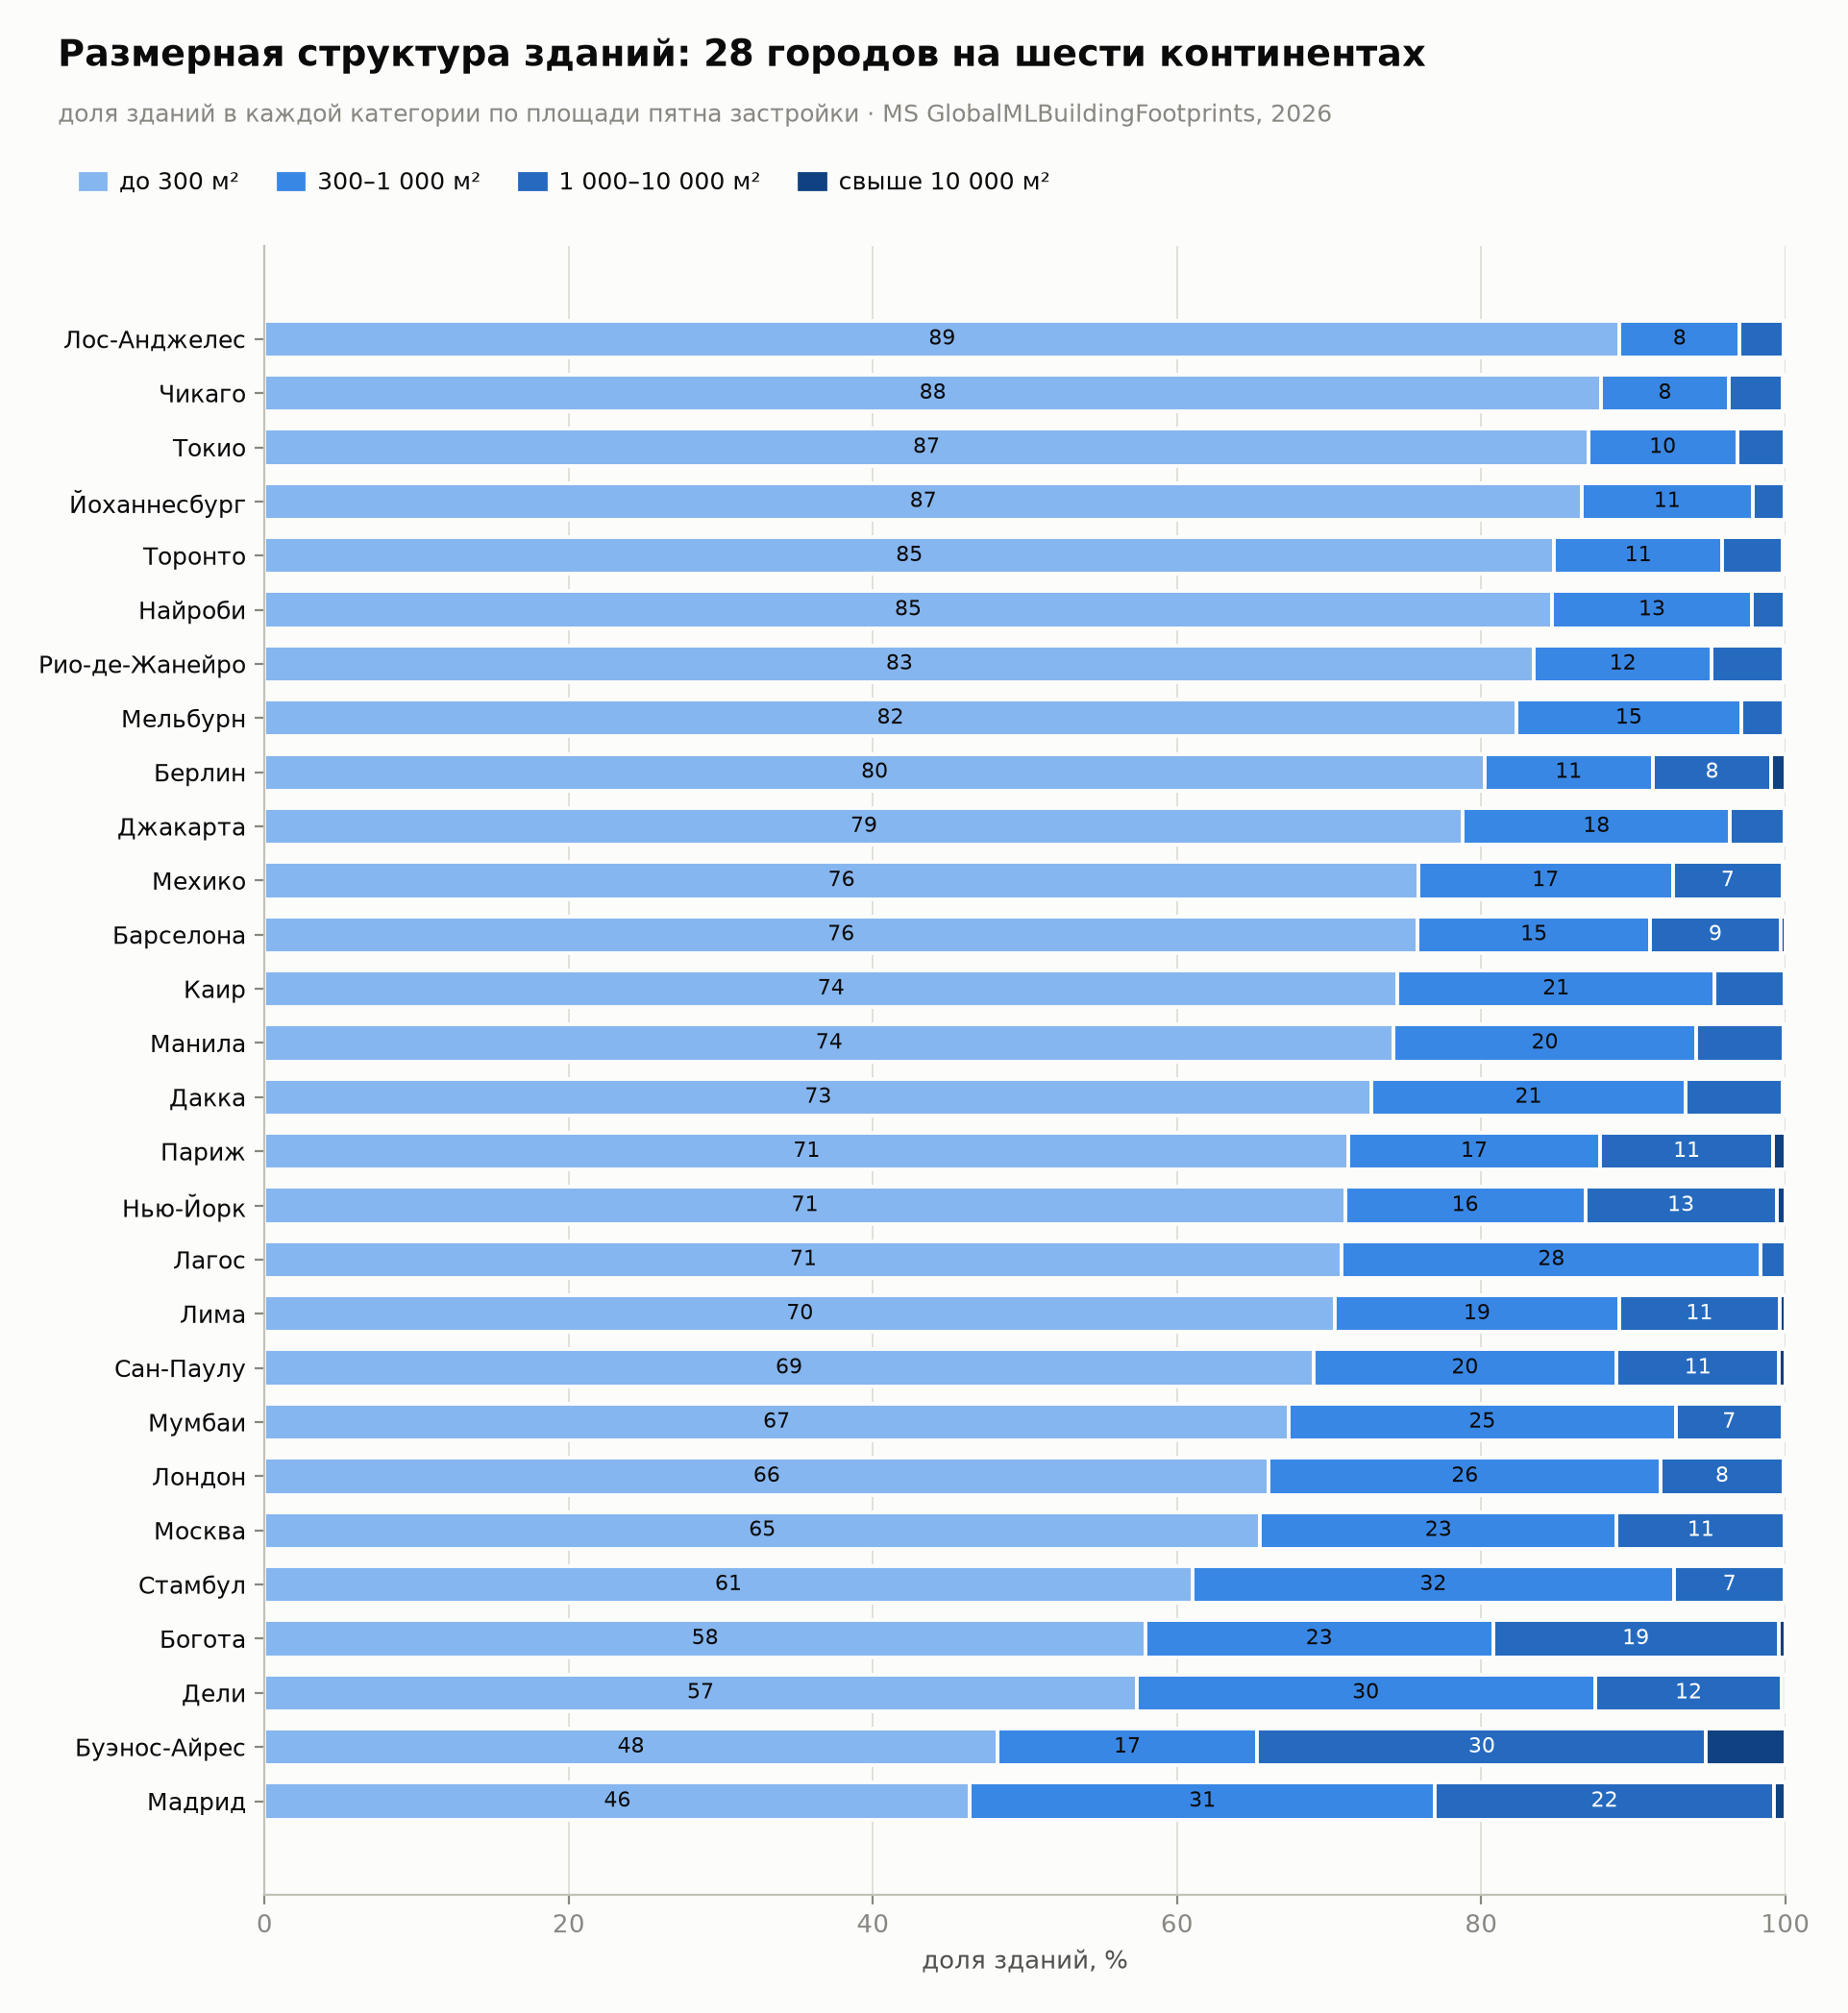 Размерная структура зданий: 28 городов на шести континентах
доля зданий в каждой категории по площади пятна застройки · MS GlobalMLBuildingFootprints, 2026
до 300 м² 300–1 000 м² 1 000–10 000 м² свыше 10 000 м²
Лос-Анджелес 89 8
Чикаго 88 8
Токио 87 10
Йоханнесбург 87 11
Торонто 85 11
Найроби 85 13
Рио-де-Жанейро 83 12
Мельбурн 82 15
Берлин 80 11 8
Джакарта 79 18
Мехико 76 17 7
Барселона 76 15 9
Каир 74 21
Манила 74 20
Дакка 73 21
Париж 71 17 11
Нью-Йорк 71 16 13
Лагос 71 28
Лима 70 19 11
Сан-Паулу 69 20 11
Мумбаи 67 25 7
Лондон 66 26 8
Москва 65 23 11
Стамбул 61 32 7
Богота 58 23 19
Дели 57 30 12
Буэнос-Айрес 48 17 30
Мадрид 46 31 22
0 20 40 60 80 100
доля зданий, %